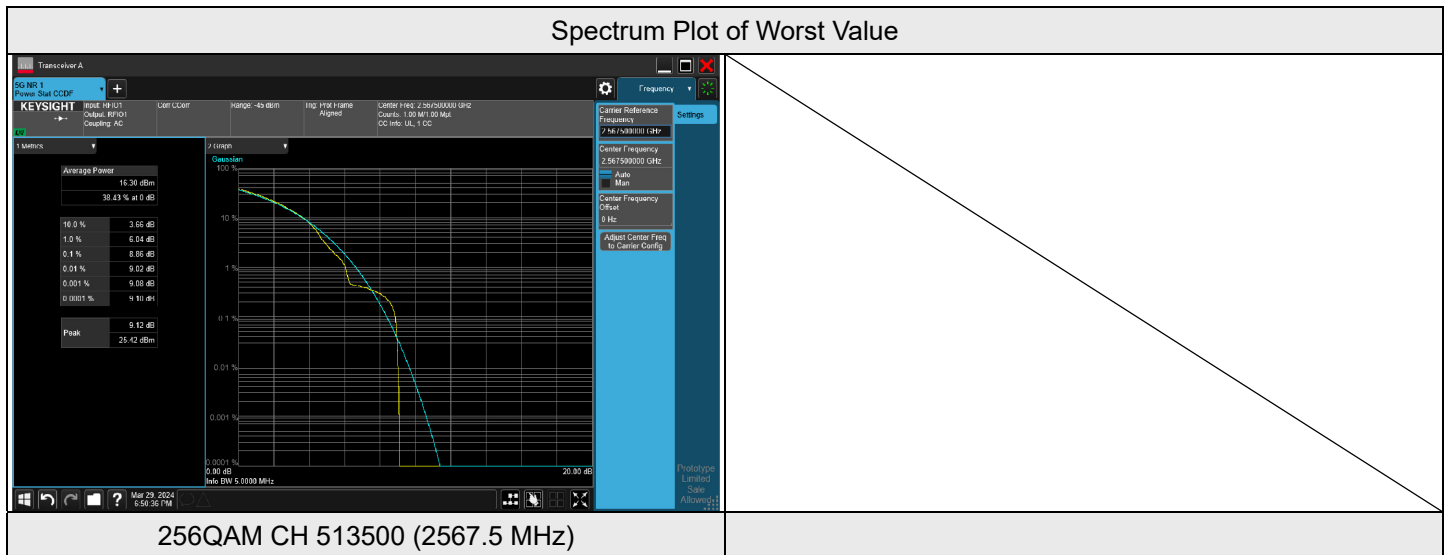 Spectrum Plot of Worst Value
Transceiver A
5G NR 1
Power Stat CCDF
+
Frequency
KEYSIGHT
Input: RFIO1
Output: RFIO1
Coupling: AC
Corr CCorr
Range: -45 dBm
Trig: Prot Frame
Aligned
Center Freq: 2.567500000 GHz
Counts: 1.00 M/1.00 Mpt
CC Info: UL, 1 CC
Carrier Reference
Frequency
2.567500000 GHz
Settings
Center Frequency
2.567500000 GHz
Auto
Man
Center Frequency
Offset
0 Hz
Adjust Center Freq
to Carrier Config
1 Metrics
Average Power
16.30 dBm
38.43 % at 0 dB
10.0 % 3.66 dB
1.0 % 6.04 dB
0.1 % 8.86 dB
0.01 % 9.02 dB
0.001 % 9.08 dB
0.0001 % 9.10 dB
Peak
9.12 dB
25.42 dBm
2 Graph
Gaussian
100 %
10 %
1 %
0.1 %
0.01 %
0.001 %
0.0001 %
0.00 dB
20.00 dB
Info BW 5.0000 MHz
?
Mar 29, 2024
6:50:36 PM
Prototype
Limited
Sale
Allowed
256QAM CH 513500 (2567.5 MHz)